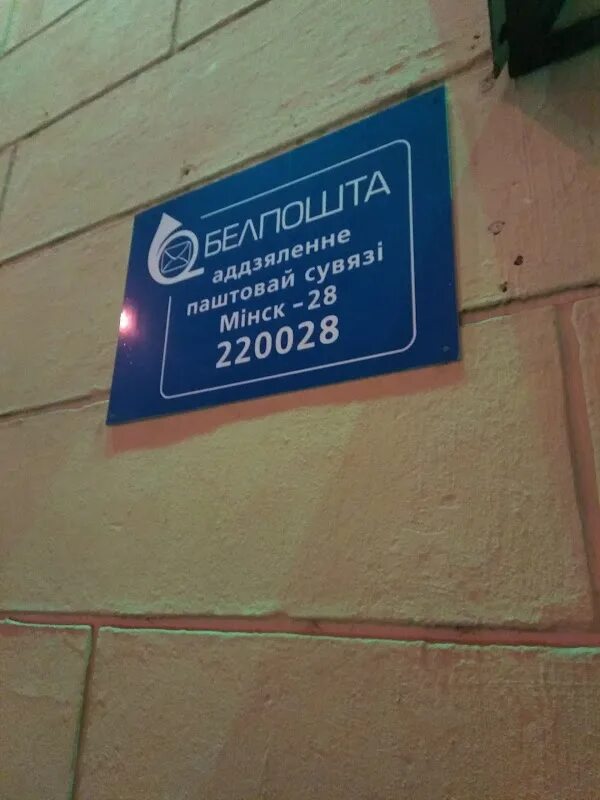 БЕЛПОШТА
аддзяленне
паштовай сувязі
Мінск - 28
220028